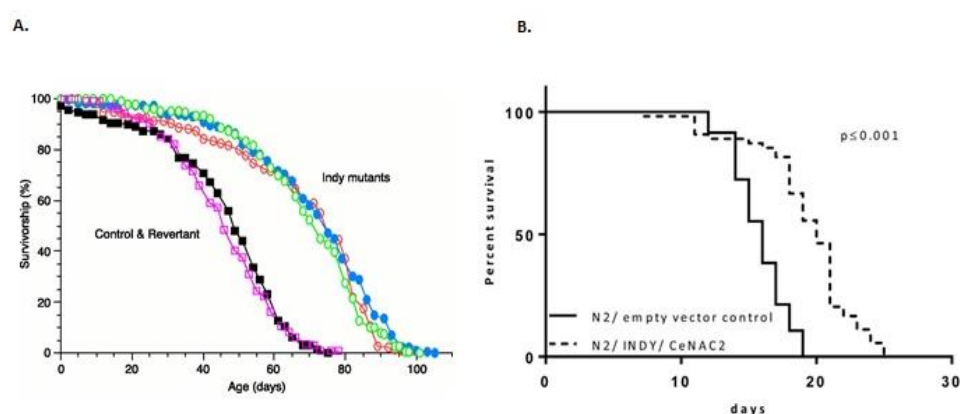 A.
B.
100
80
60
40
20
0
Survivorship (%)
Indy mutants
Control & Revertant
0 20 40 60 80 100
Age (days)
100
50
0
Percent survival
p≤0.001
N2/ empty vector control
N2/ INDY/ CeNAC2
0 10 20 30
days